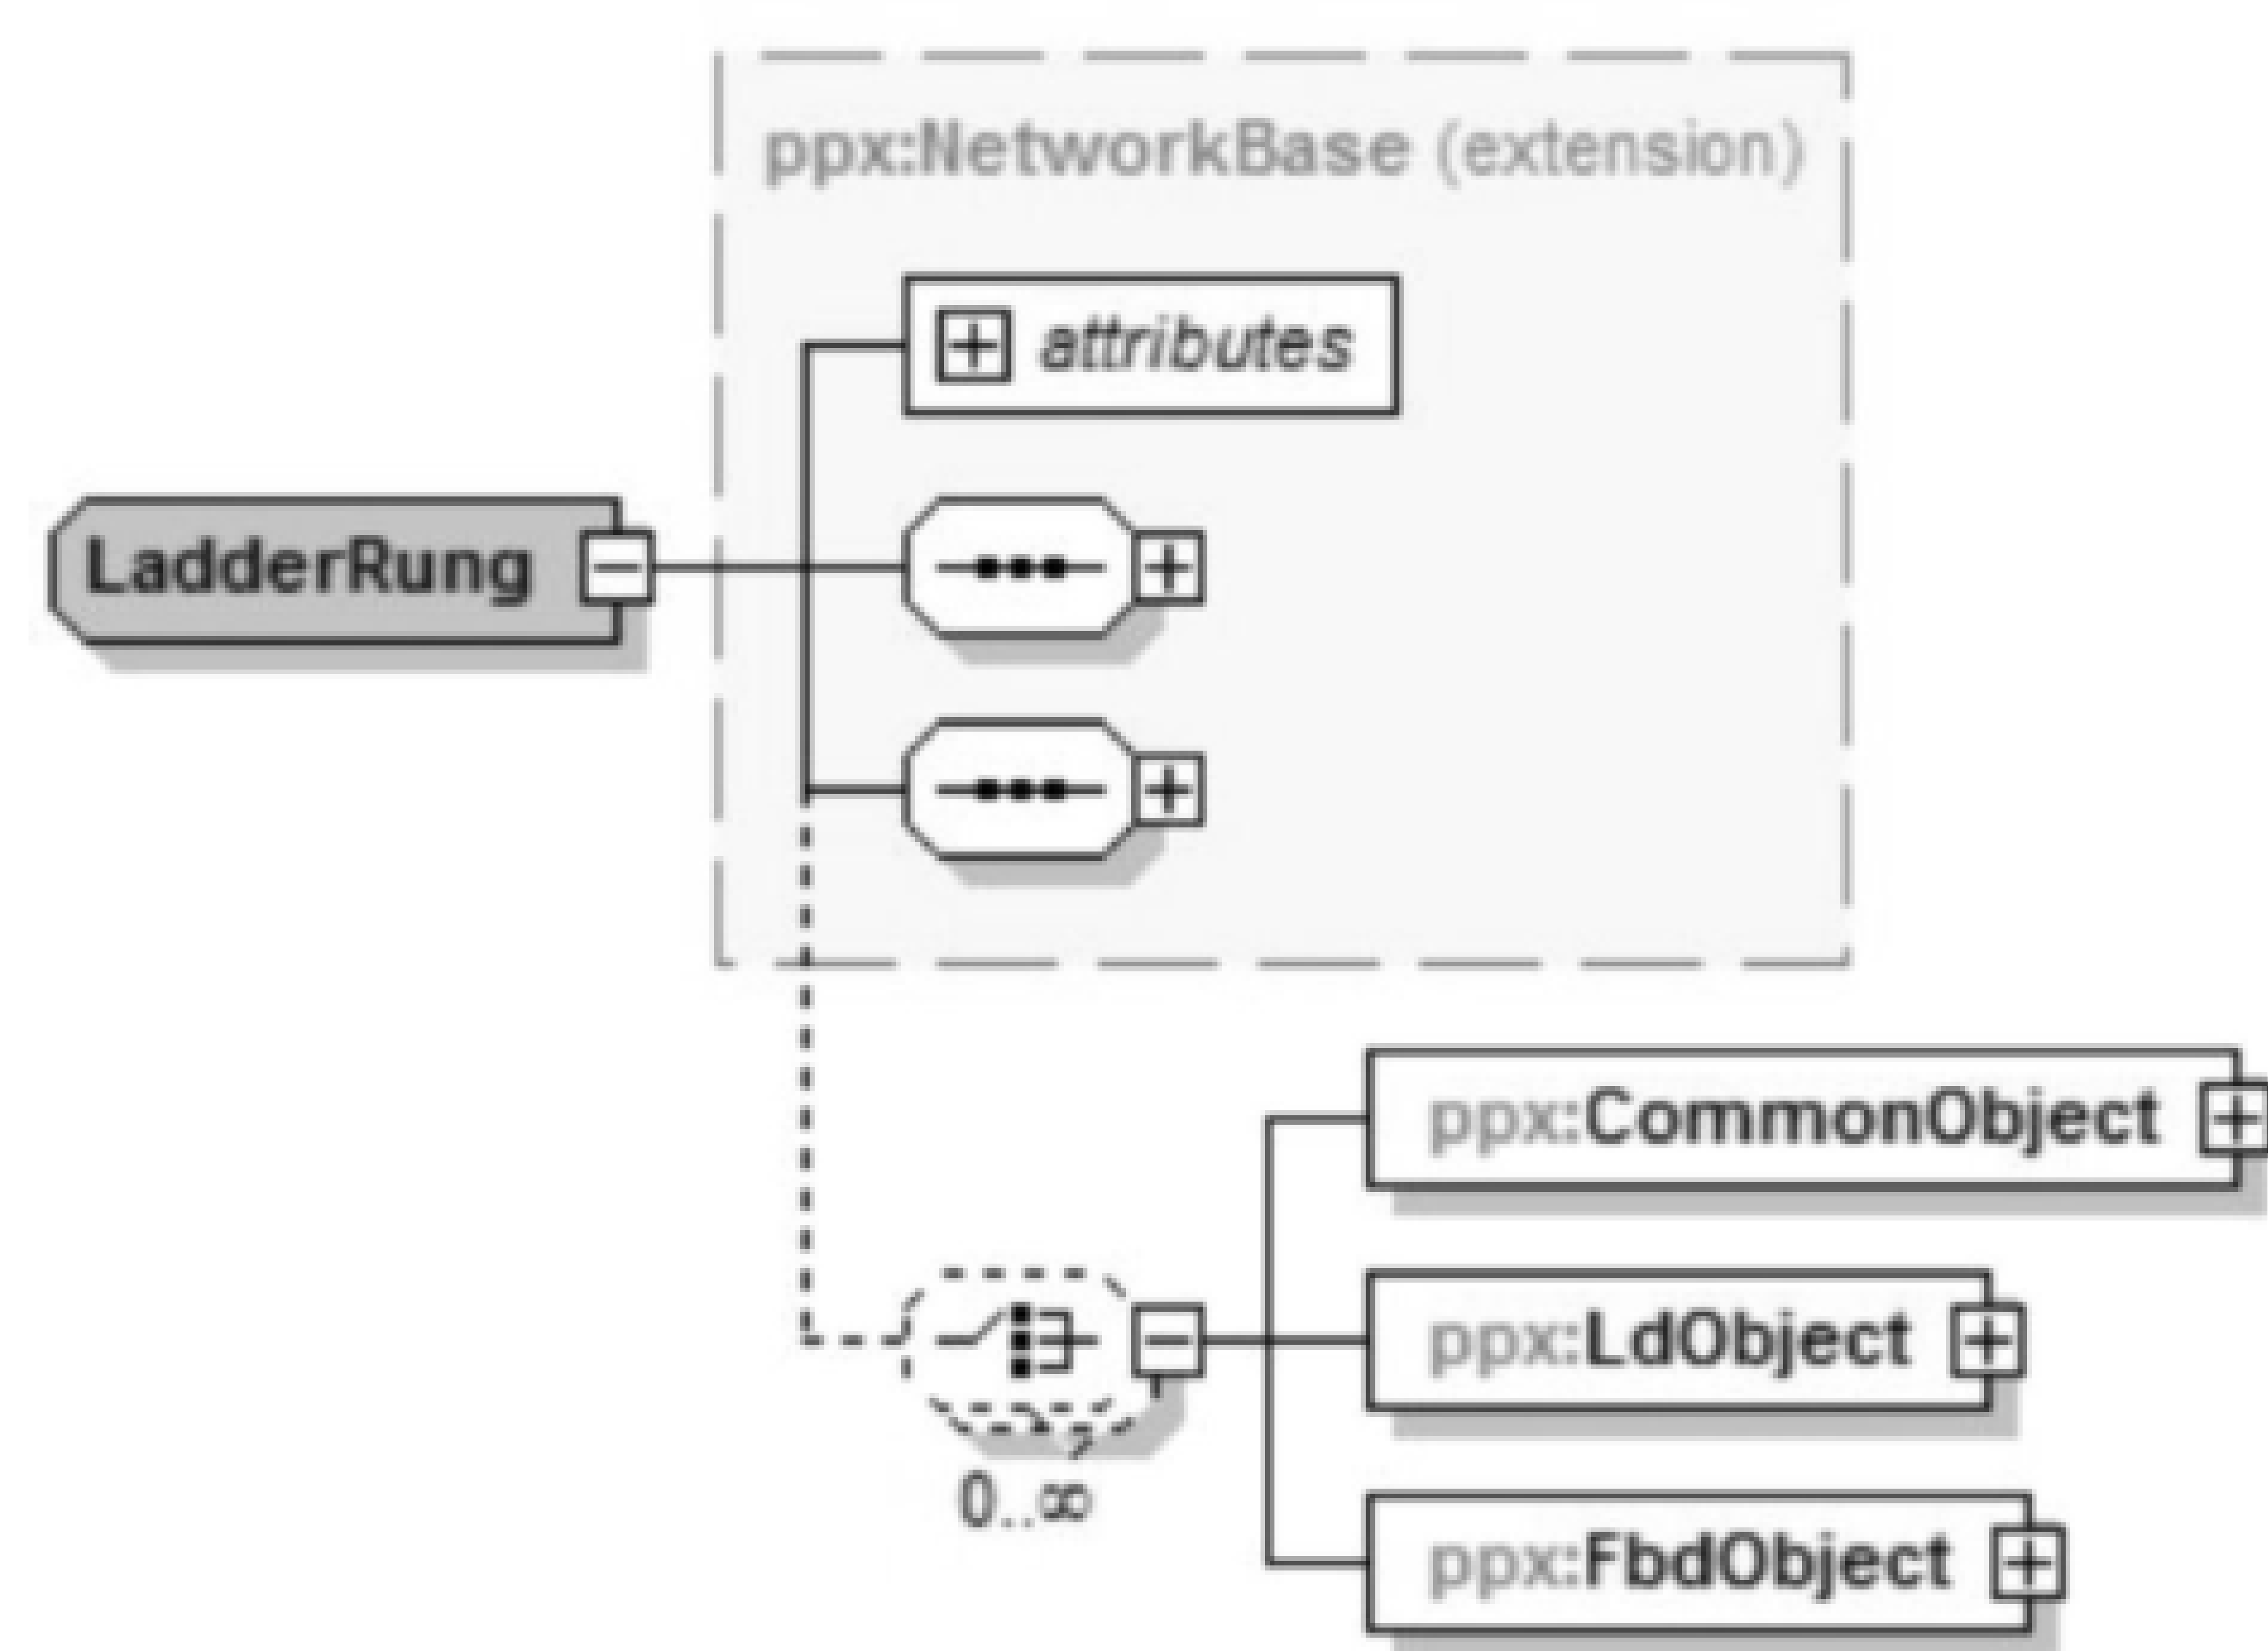 ppx:NetworkBase (extension)
attributes
LadderRung
ppx:CommonObject
ppx:LdObject
0..∞
ppx:FbdObject